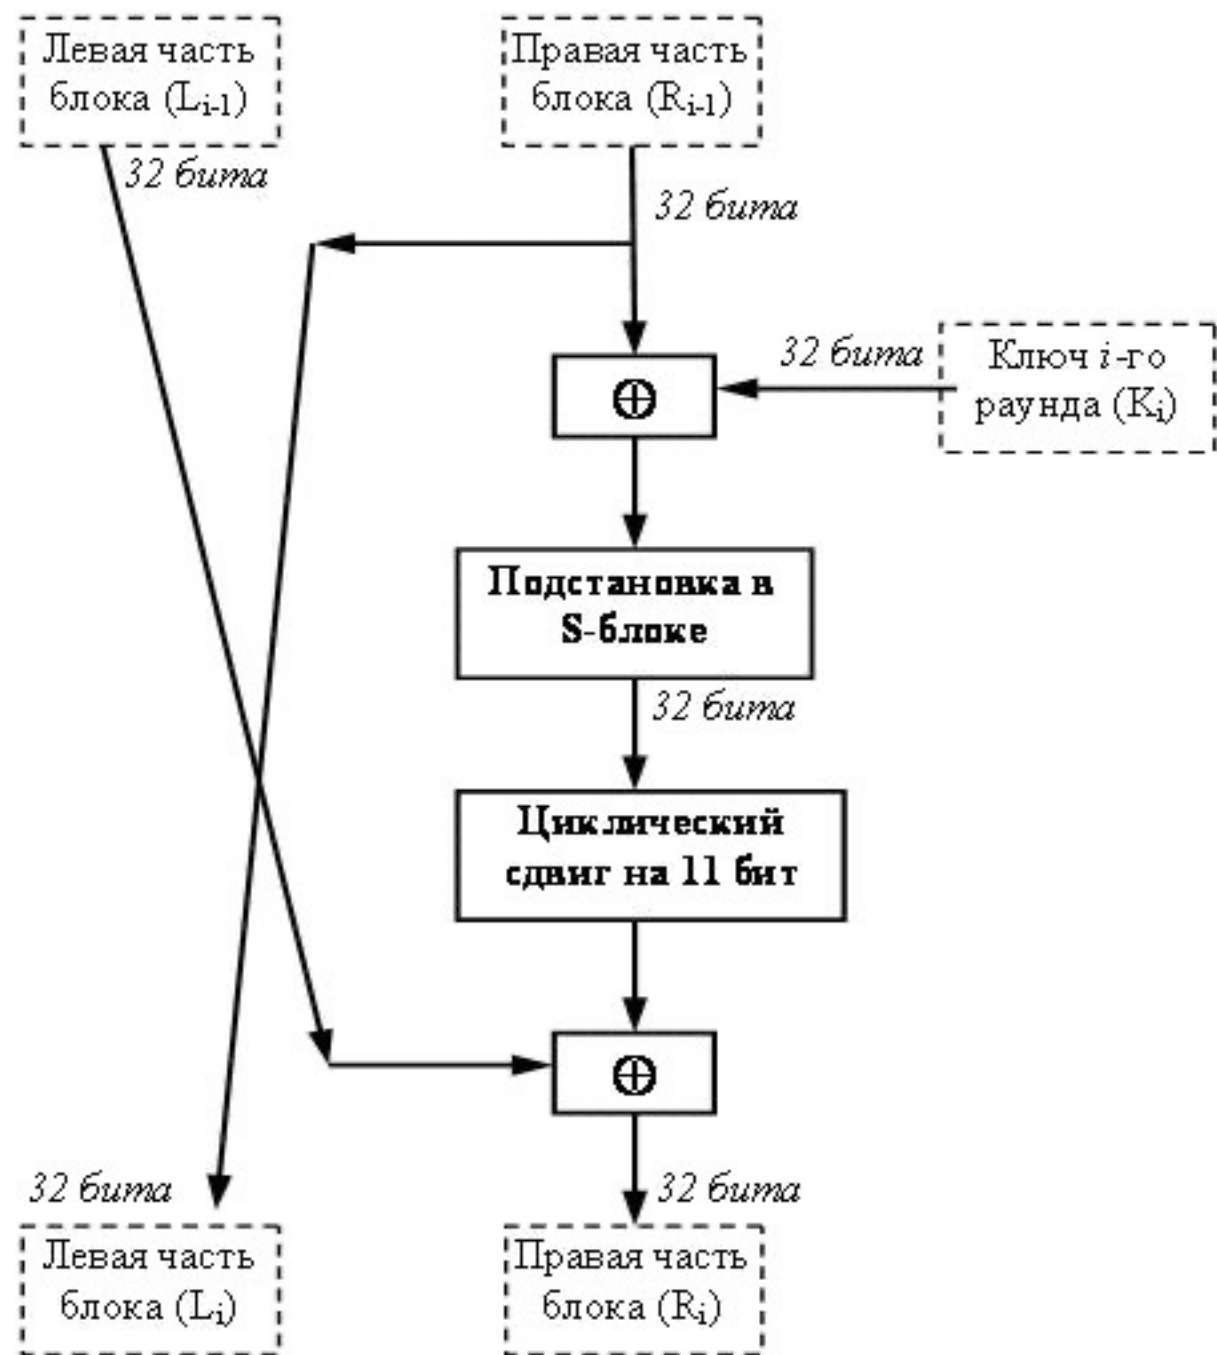 Левая часть
блока (Li-1)
Правая часть
блока (Ri-1)
32 бита
32 бита
32 бита
Ключ i-го
раунда (Ki)
⊕
Подстановка в
S-блоке
32 бита
Циклический
сдвиг на 11 бит
⊕
32 бита
32 бита
Левая часть
блока (Li)
Правая часть
блока (Ri)